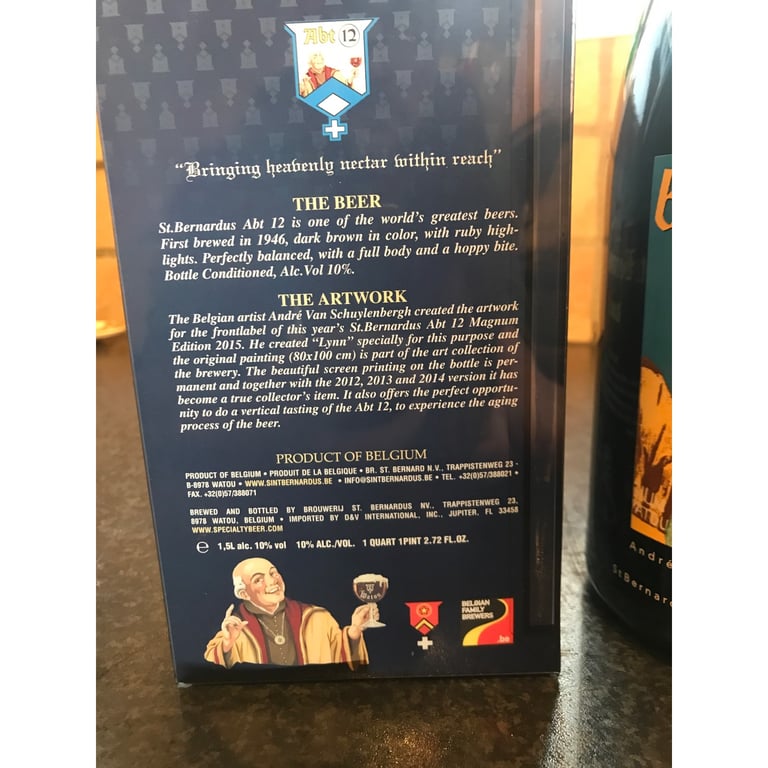 Abt 12
"Bringing heavenly nectar within reach"
THE BEER
St.Bernardus Abt 12 is one of the world's greatest beers.
First brewed in 1946, dark brown in color, with ruby high-
lights. Perfectly balanced, with a full body and a hoppy bite.
Bottle Conditioned, Alc.Vol 10%.
THE ARTWORK
The Belgian artist André Van Schuylenbergh created the artwork
for the frontlabel of this year's St.Bernardus Abt 12 Magnum
Edition 2015. He created "Lynn" specially for this purpose and
the original painting (80x100 cm) is part of the art collection of
the brewery. The beautiful screen printing on the bottle is per-
manent and together with the 2012, 2013 and 2014 version it has
become a true collector's item. It also offers the perfect opportu-
nity to do a vertical tasting of the Abt 12, to experience the aging
process of the beer.
PRODUCT OF BELGIUM
PRODUCT OF BELGIUM • PRODUIT DE LA BELGIQUE • BR. ST. BERNARD N.V., TRAPPISTENWEG 23 -
B-8978 WATOU • WWW.SINTBERNARDUS.BE • INFO@SINTBERNARDUS.BE • TEL. +32(0)57/388021 •
FAX. +32(0)57/388071
BREWED AND BOTTLED BY BROUWERIJ ST. BERNARDUS NV., TRAPPISTENWEG 23,
8978 WATOU, BELGIUM • IMPORTED BY D&V INTERNATIONAL, INC., JUPITER, FL 33458
WWW.SPECIALTYBEER.COM
℮ 1,5L alc. 10% vol 10% ALC./VOL. 1 QUART 1PINT 2.72 FL.OZ.
Watou
BELGIAN
FAMILY
BREWERS
.be
André
StBernard